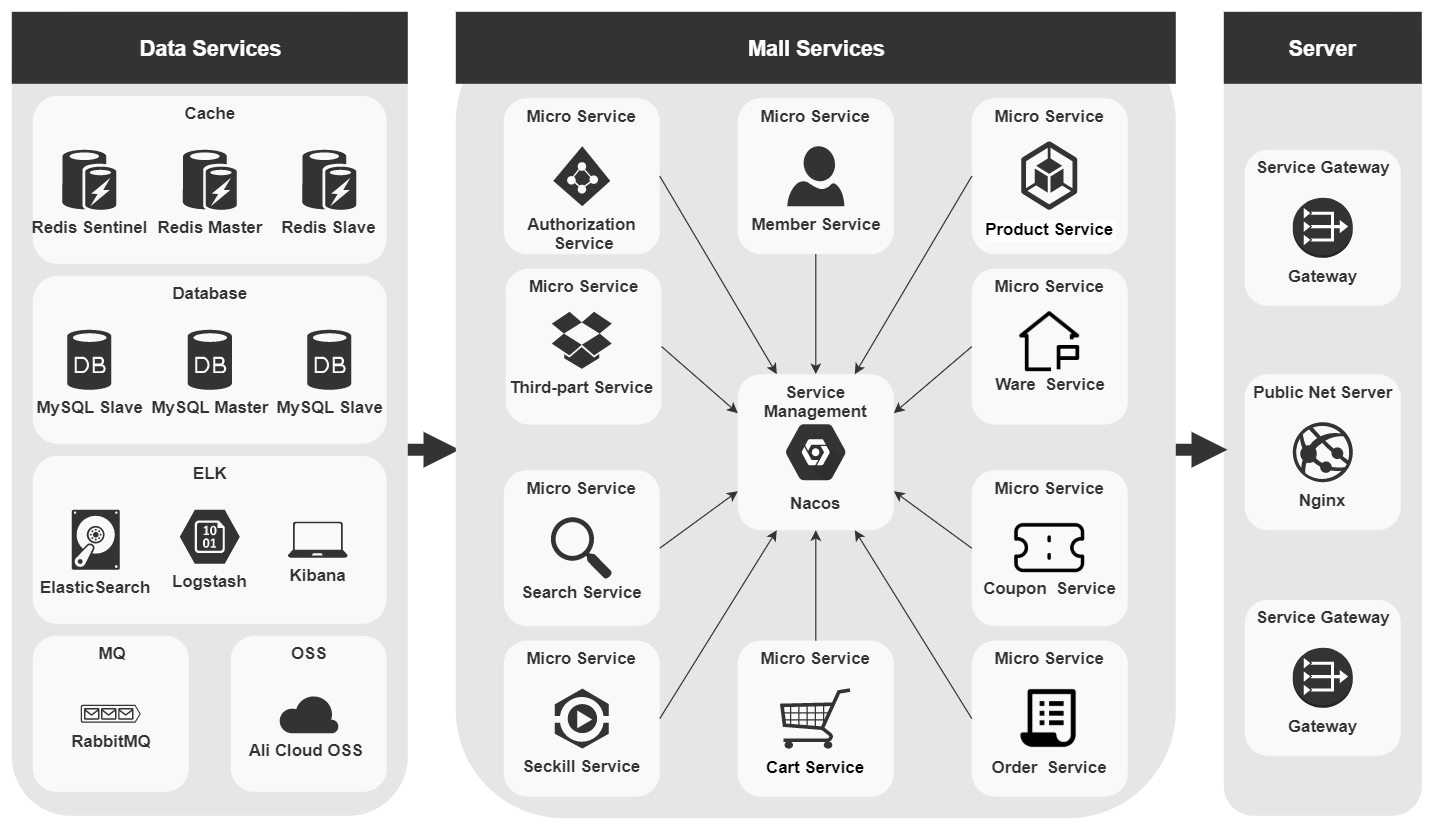 Data Services
Cache
Redis Sentinel
Redis Master
Redis Slave
Database
DB
DB
DB
MySQL Slave
MySQL Master
MySQL Slave
ELK
10
01
ElasticSearch
Logstash
Kibana
MQ
RabbitMQ
OSS
Ali Cloud OSS
Mall Services
Micro Service
Authorization
Service
Micro Service
Member Service
Micro Service
Product Service
Micro Service
Third-part Service
Micro Service
Ware Service
Service
Management
Nacos
Micro Service
Search Service
Micro Service
Coupon Service
Micro Service
Seckill Service
Micro Service
Cart Service
Micro Service
Order Service
Server
Service Gateway
Gateway
Public Net Server
Nginx
Service Gateway
Gateway